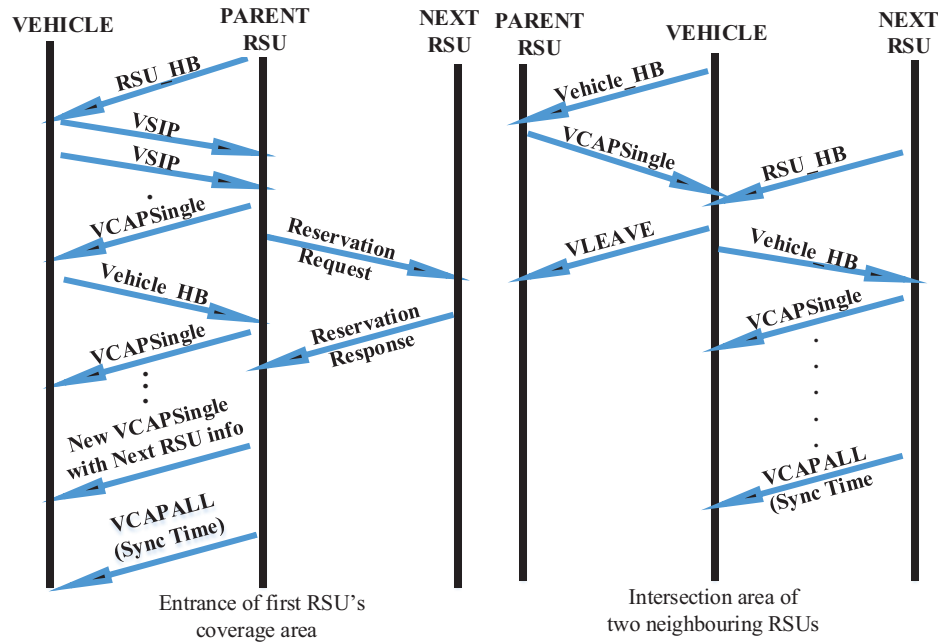 VEHICLE
PARENT
RSU
NEXT
RSU
RSU_HB
VSIP
VSIP
VCAPSingle
Reservation
Request
Vehicle_HB
VCAPSingle
Reservation
Response
New VCAPSingle
with Next RSU info
VCAPALL
(Sync Time)
Entrance of first RSU's
coverage area
PARENT
RSU
VEHICLE
NEXT
RSU
Vehicle_HB
VCAPSingle
RSU_HB
VLEAVE
Vehicle_HB
VCAPSingle
VCAPALL
(Sync Time
Intersection area of
two neighbouring RSUs